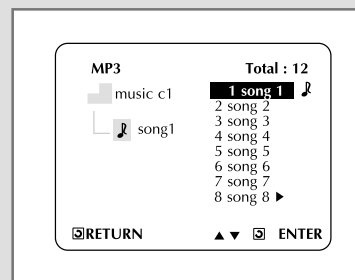 MP3 Total : 12
music c1
song1
1 song 1
2 song 2
3 song 3
4 song 4
5 song 5
6 song 6
7 song 7
8 song 8 ▶
RETURN ▲ ▼ ENTER